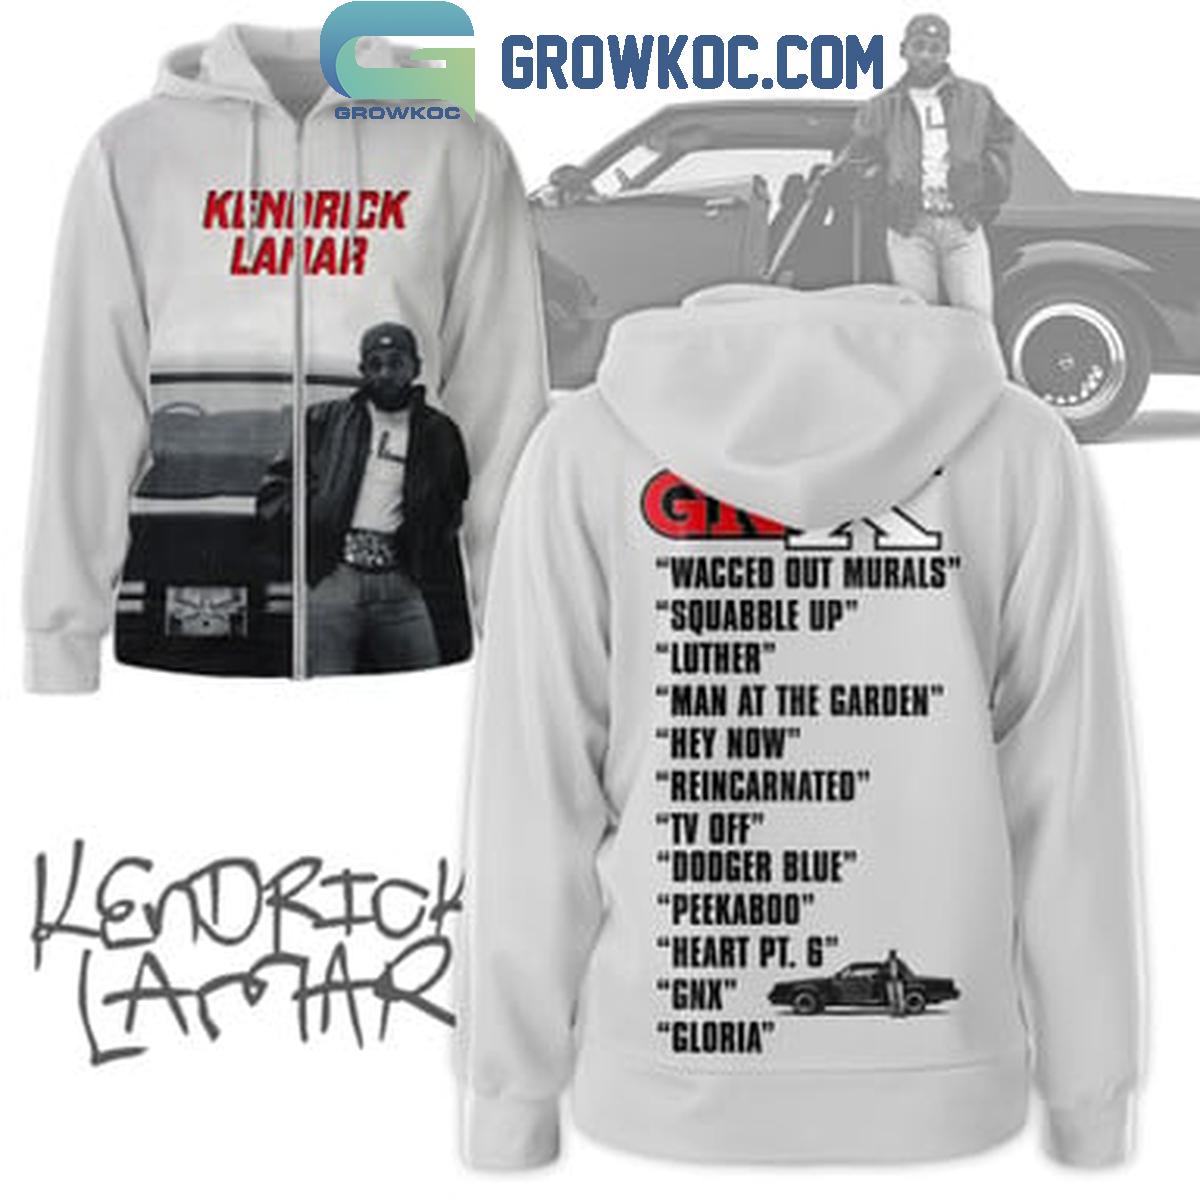 GROWKOC
GROWKOC.COM
KENDRICK
LAMAR
GNX
“WACCED OUT MURALS”
“SQUABBLE UP”
“LUTHER”
“MAN AT THE GARDEN”
“HEY NOW”
“REINCARNATED”
“TV OFF”
“DODGER BLUE”
“PEEKABOO”
“HEART PT. 6”
“GNX”
“GLORIA”
KENDRICK
LAMAR